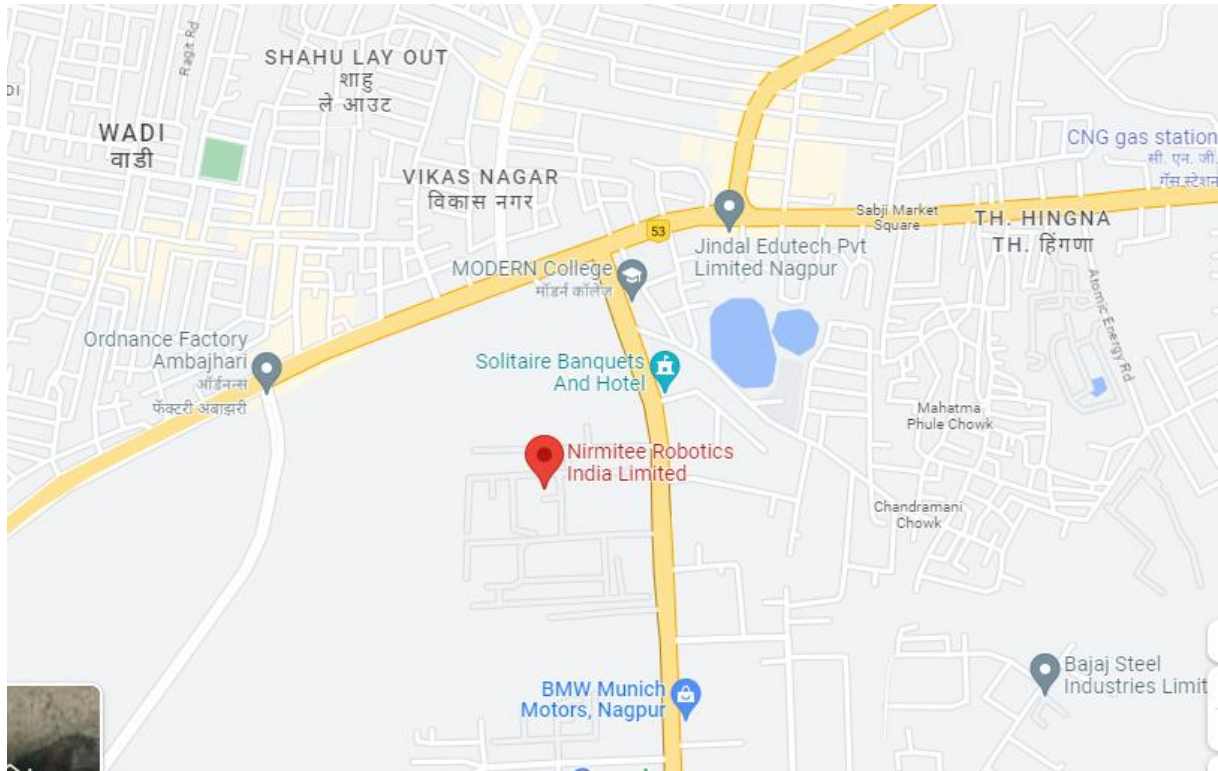 Ragit Rd
SHAHU LAY OUT
शाहु
ले आउट
WADI
वाडी
VIKAS NAGAR
विकास नगर
CNG gas station
सी. एन. जी.
गॅस स्टेशन
53
Sabji Market
Square
TH. HINGNA
TH. हिंगणा
Jindal Edutech Pvt
Limited Nagpur
MODERN College
मॉडर्न कॉलेज
Atomic Energy Rd
Ordnance Factory
Ambajhari
ऑर्डनन्स
फॅक्टरी अंबाझरी
Solitaire Banquets
And Hotel
Mahatma
Phule Chowk
Nirmitee Robotics
India Limited
Chandramani
Chowk
Bajaj Steel
Industries Limit
BMW Munich
Motors, Nagpur